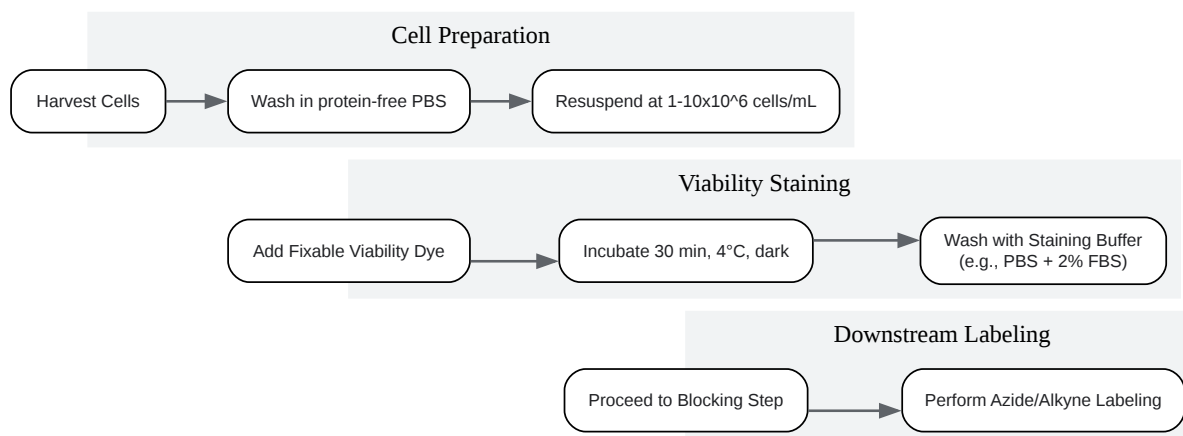 Cell Preparation
Harvest Cells
Wash in protein-free PBS
Resuspend at 1-10x10^6 cells/mL
Viability Staining
Add Fixable Viability Dye
Incubate 30 min, 4°C, dark
Wash with Staining Buffer
(e.g., PBS + 2% FBS)
Downstream Labeling
Proceed to Blocking Step
Perform Azide/Alkyne Labeling